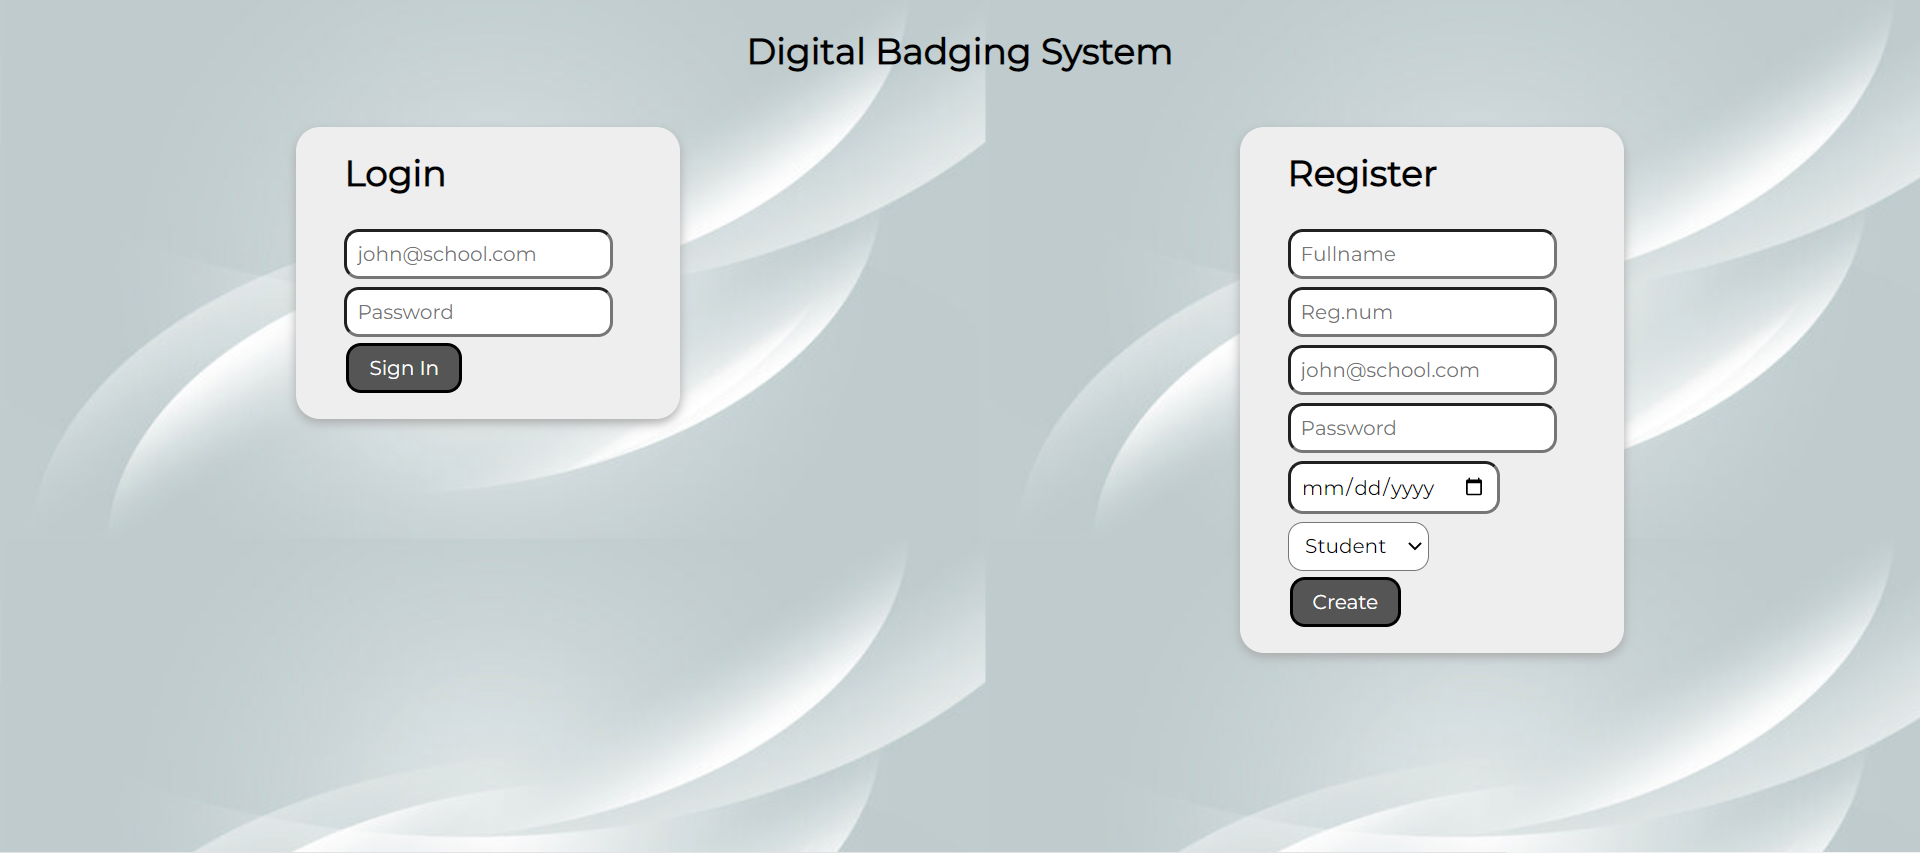 Digital Badging System
Login
john@school.com
Password
Sign In
Register
Fullname
Reg.num
john@school.com
Password
mm/dd/yyyy
Student
Create